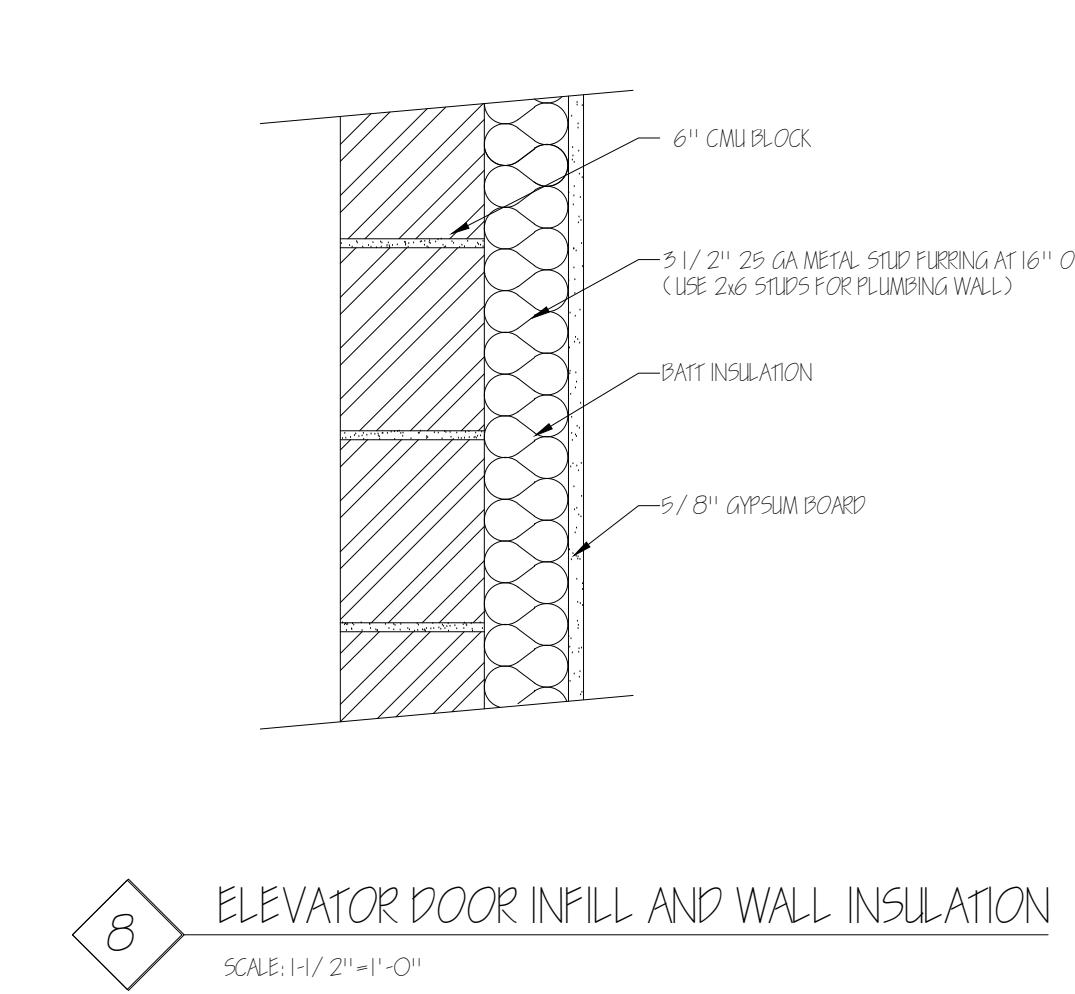 6" CMU BLOCK
3 1/2" 25 GA METAL STUD FURRING AT 16" O
(USE 2x6 STUDS FOR PLUMBING WALL)
BATT INSULATION
5/8" GYPSUM BOARD
8
ELEVATOR DOOR INFILL AND WALL INSULATION
SCALE: 1-1/2"=1'-0"